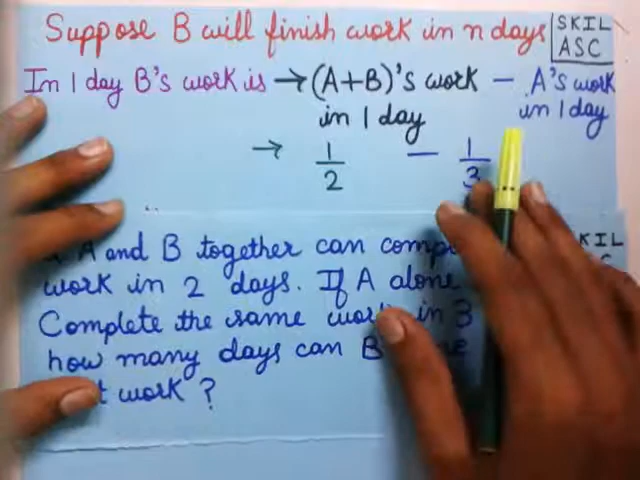 Suppose B will finish work in n days
SKIL
ASC
In 1 day B's work is → (A+B)'s work − A's work
in 1 day in 1 day
→ 1/2 − 1/3
A and B together can
KIL
work in 2 days. If A alone
Complete the same work in 3
how many days can B
work ?